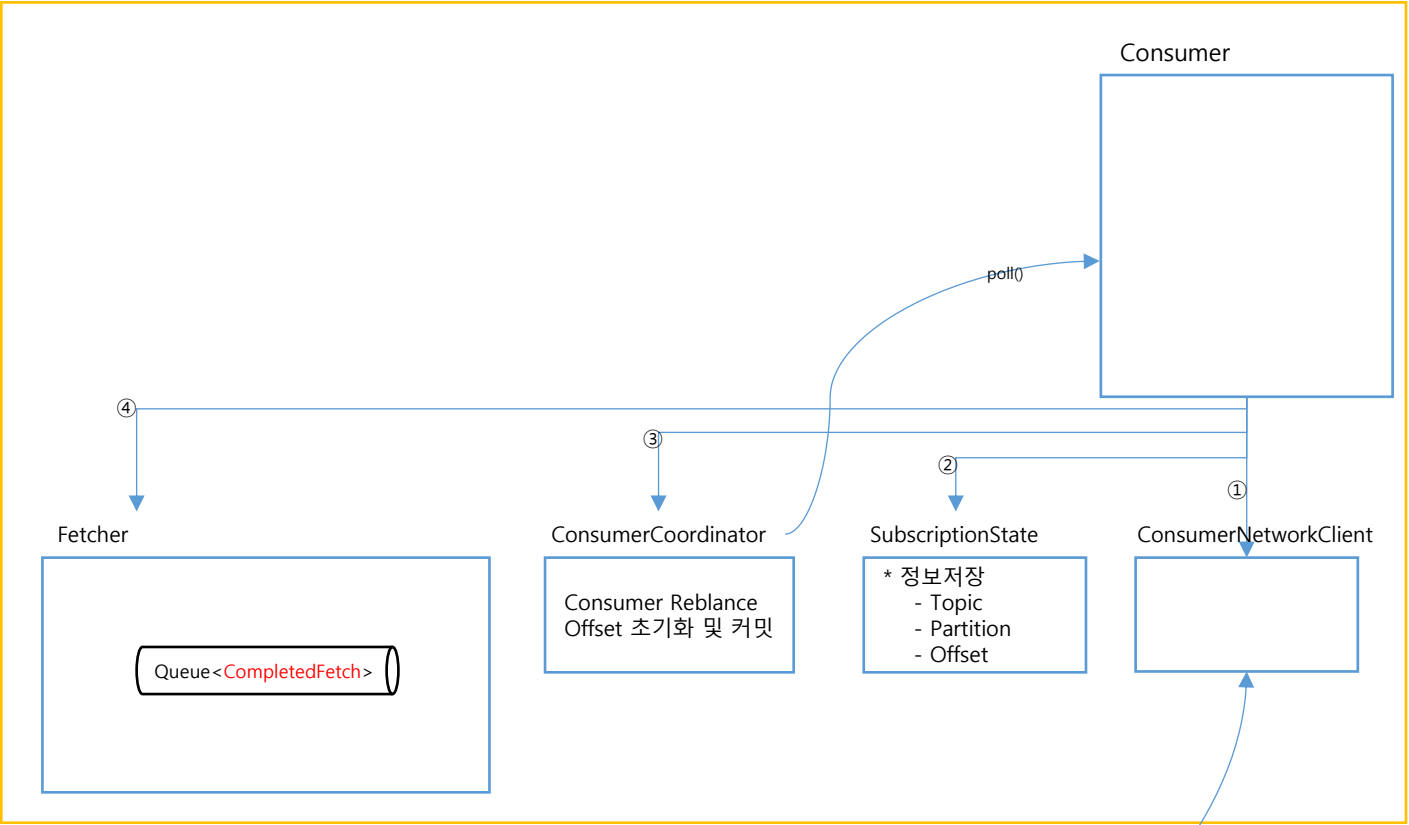 Consumer
poll()
④
③
②
①
Fetcher
ConsumerCoordinator
SubscriptionState
ConsumerNetworkClient
Queue<CompletedFetch>
Consumer Reblance
Offset 초기화 및 커밋
* 정보저장
- Topic
- Partition
- Offset